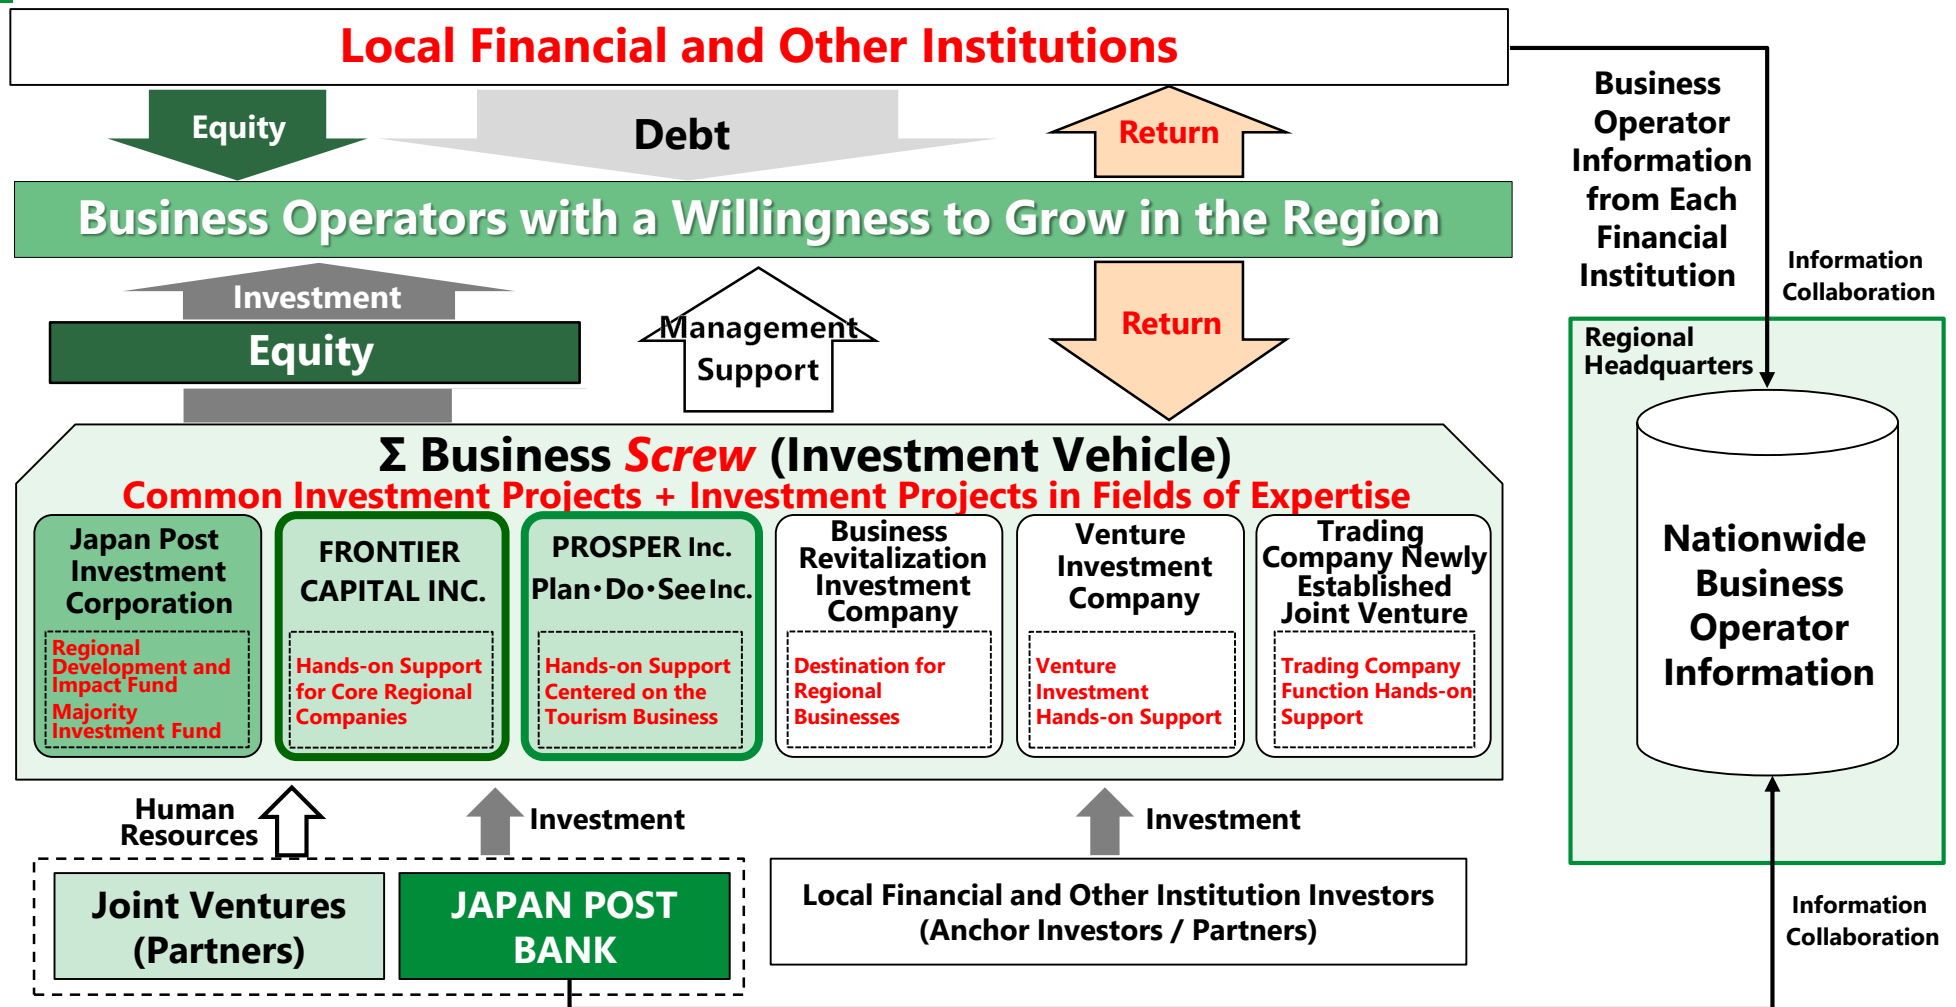 Local Financial and Other Institutions
Equity
Debt
Return
Business
Operator
Information
from Each
Financial
Institution
Information
Collaboration
Business Operators with a Willingness to Grow in the Region
Investment
Equity
Management
Support
Return
Regional
Headquarters
Nationwide
Business
Operator
Information
Σ Business Screw (Investment Vehicle)
Common Investment Projects + Investment Projects in Fields of Expertise
Japan Post
Investment
Corporation
Regional
Development and
Impact Fund
Majority
Investment Fund
FRONTIER
CAPITAL INC.
Hands-on Support
for Core Regional
Companies
PROSPER Inc.
Plan・Do・See Inc.
Hands-on Support
Centered on the
Tourism Business
Business
Revitalization
Investment
Company
Destination for
Regional
Businesses
Venture
Investment
Company
Venture
Investment
Hands-on Support
Trading
Company Newly
Established
Joint Venture
Trading Company
Function Hands-on
Support
Human
Resources
Investment
Investment
Joint Ventures
(Partners)
JAPAN POST
BANK
Local Financial and Other Institution Investors
(Anchor Investors / Partners)
Information
Collaboration